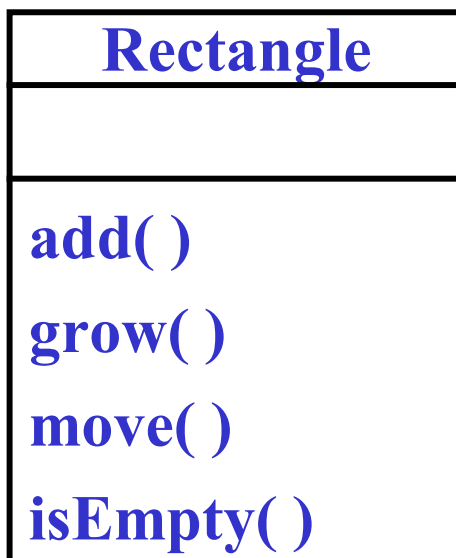 Rectangle
add( )
grow( )
move( )
isEmpty( )